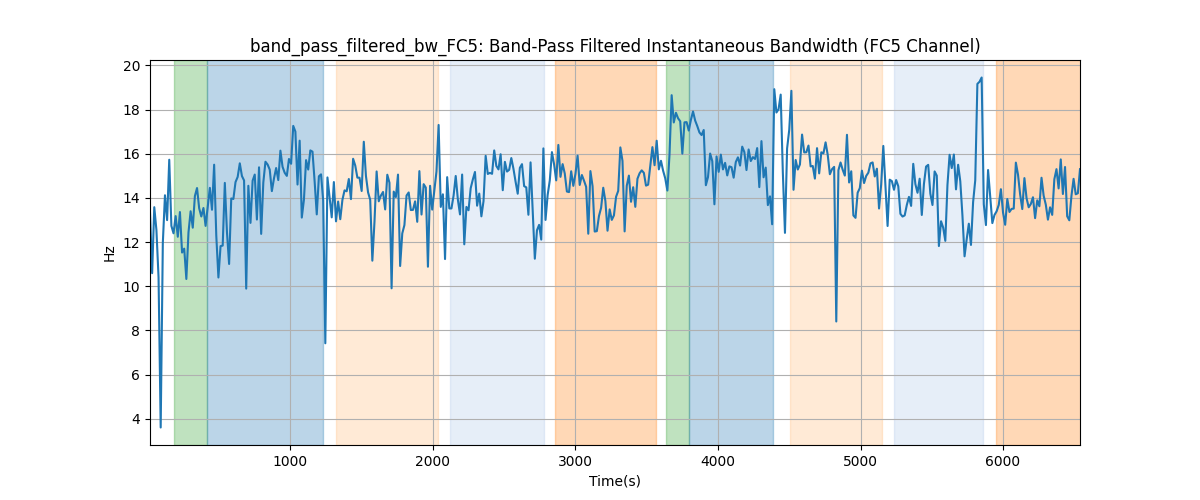 band_pass_filtered_bw_FC5: Band-Pass Filtered Instantaneous Bandwidth (FC5 Channel)
20
18
16
14
12
10
8
6
4
Hz
1000 2000 3000 4000 5000 6000
Time(s)